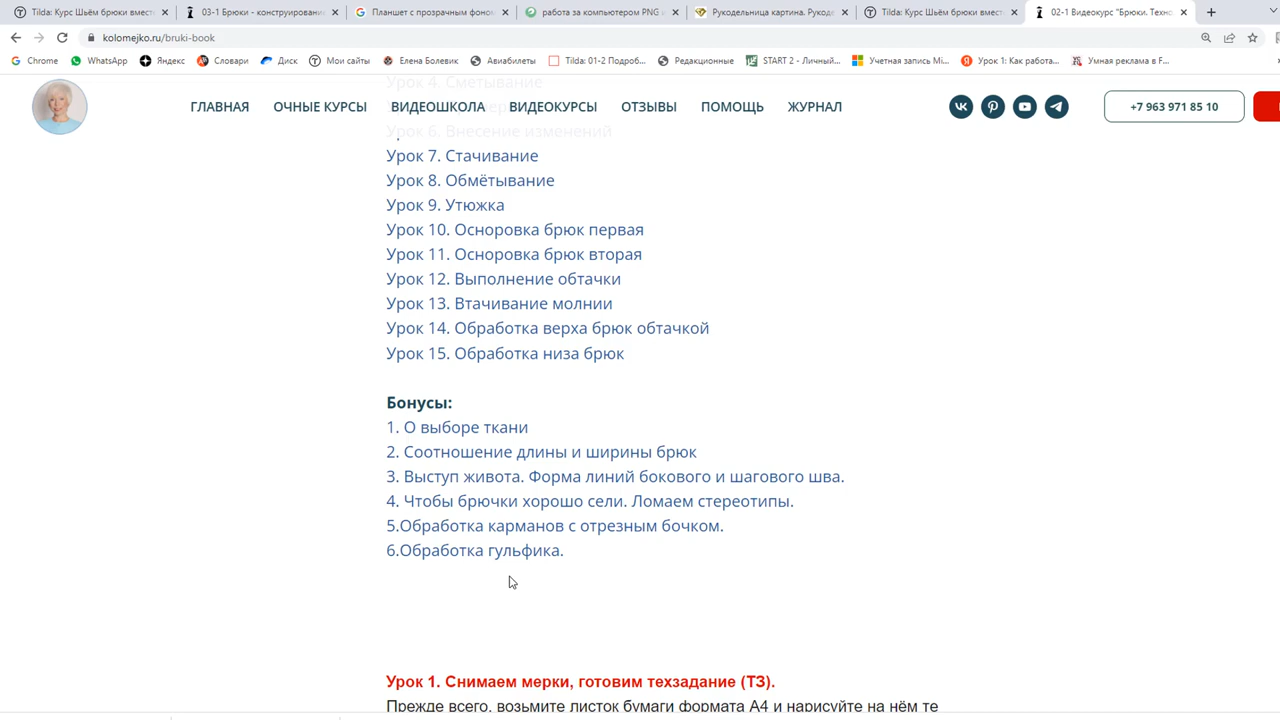 Tilda: Курс Шьём брюки вмест
03-1 Брюки - конструировани
Планшет с прозрачным фоном
работа за компьютером PNG и
Рукодельница картина. Рукоде
Tilda: Курс Шьём брюки вмест
02-1 Видеокурс "Брюки. Техно
kolomejko.ru/bruki-book
Chrome
WhatsApp
Яндекс
Словари
Диск
Мои сайты
Елена Болевик
Авиабилеты
Tilda: 01-2 Подроб...
Редакционные
START 2 - Личный...
Учетная запись Mi...
Урок 1: Как работа...
Умная реклама в F...
Урок 4. Сметывание
ГЛАВНАЯ
ОЧНЫЕ КУРСЫ
ВИДЕОШКОЛА
ВИДЕОКУРСЫ
ОТЗЫВЫ
ПОМОЩЬ
ЖУРНАЛ
+7 963 971 85 10
Урок 6. Внесение изменений
Урок 7. Стачивание
Урок 8. Обмётывание
Урок 9. Утюжка
Урок 10. Осноровка брюк первая
Урок 11. Осноровка брюк вторая
Урок 12. Выполнение обтачки
Урок 13. Втачивание молнии
Урок 14. Обработка верха брюк обтачкой
Урок 15. Обработка низа брюк
Бонусы:
1. О выборе ткани
2. Соотношение длины и ширины брюк
3. Выступ живота. Форма линий бокового и шагового шва.
4. Чтобы брючки хорошо сели. Ломаем стереотипы.
5.Обработка карманов с отрезным бочком.
6.Обработка гульфика.
Урок 1. Снимаем мерки, готовим техзадание (ТЗ).
Прежде всего, возьмите листок бумаги формата А4 и нарисуйте на нём те